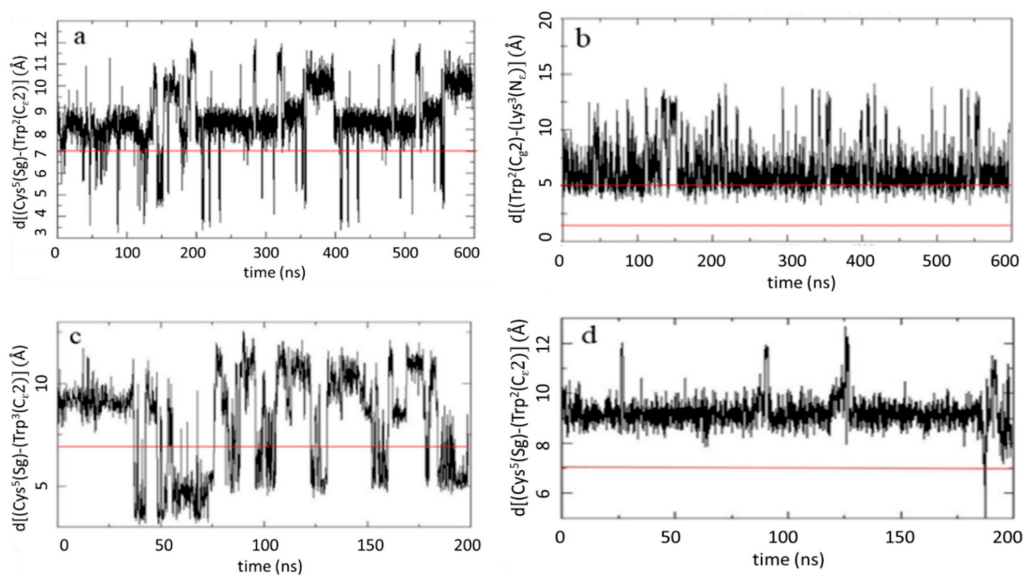 a
d[(Cys⁵(Sg)-(Trp²(Cε2)] (Å)
12
11
10
9
8
7
6
5
4
3
0 100 200 300 400 500 600
time (ns)
b
d[(Trp²(Cg2)-(Lys³(Nε)] (Å)
20
15
10
5
0
0 100 200 300 400 500 600
time (ns)
c
d[(Cys⁵(Sg)-(Trp³(Cε2)] (Å)
10
5
0 50 100 150 200
time (ns)
d
d[(Cys⁵(Sg)-(Trp²(Cε2)] (Å)
12
10
8
6
0 50 100 150 200
time (ns)